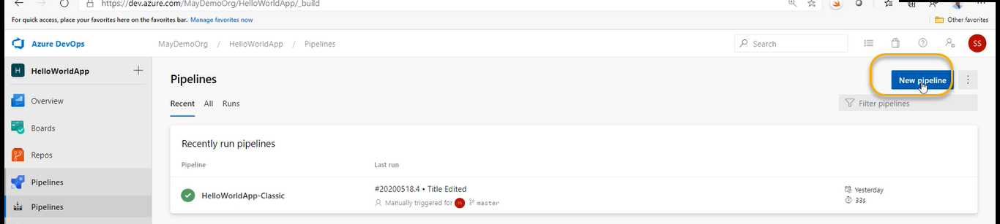 https://dev.azure.com/MayDemoOrg/HelloWorldApp/_build
For quick access, place your favorites here on the favorites bar. Manage favorites now
Other favorites
Azure DevOps
MayDemoOrg / HelloWorldApp / Pipelines
Search
SS
H HelloWorldApp
Overview
Boards
Repos
Pipelines
Pipelines
Pipelines
New pipeline
Recent All Runs
Filter pipelines
Recently run pipelines
Pipeline Last run
HelloWorldApp-Classic
#20200518.4 • Title Edited
Manually triggered for SS master
Yesterday
33s